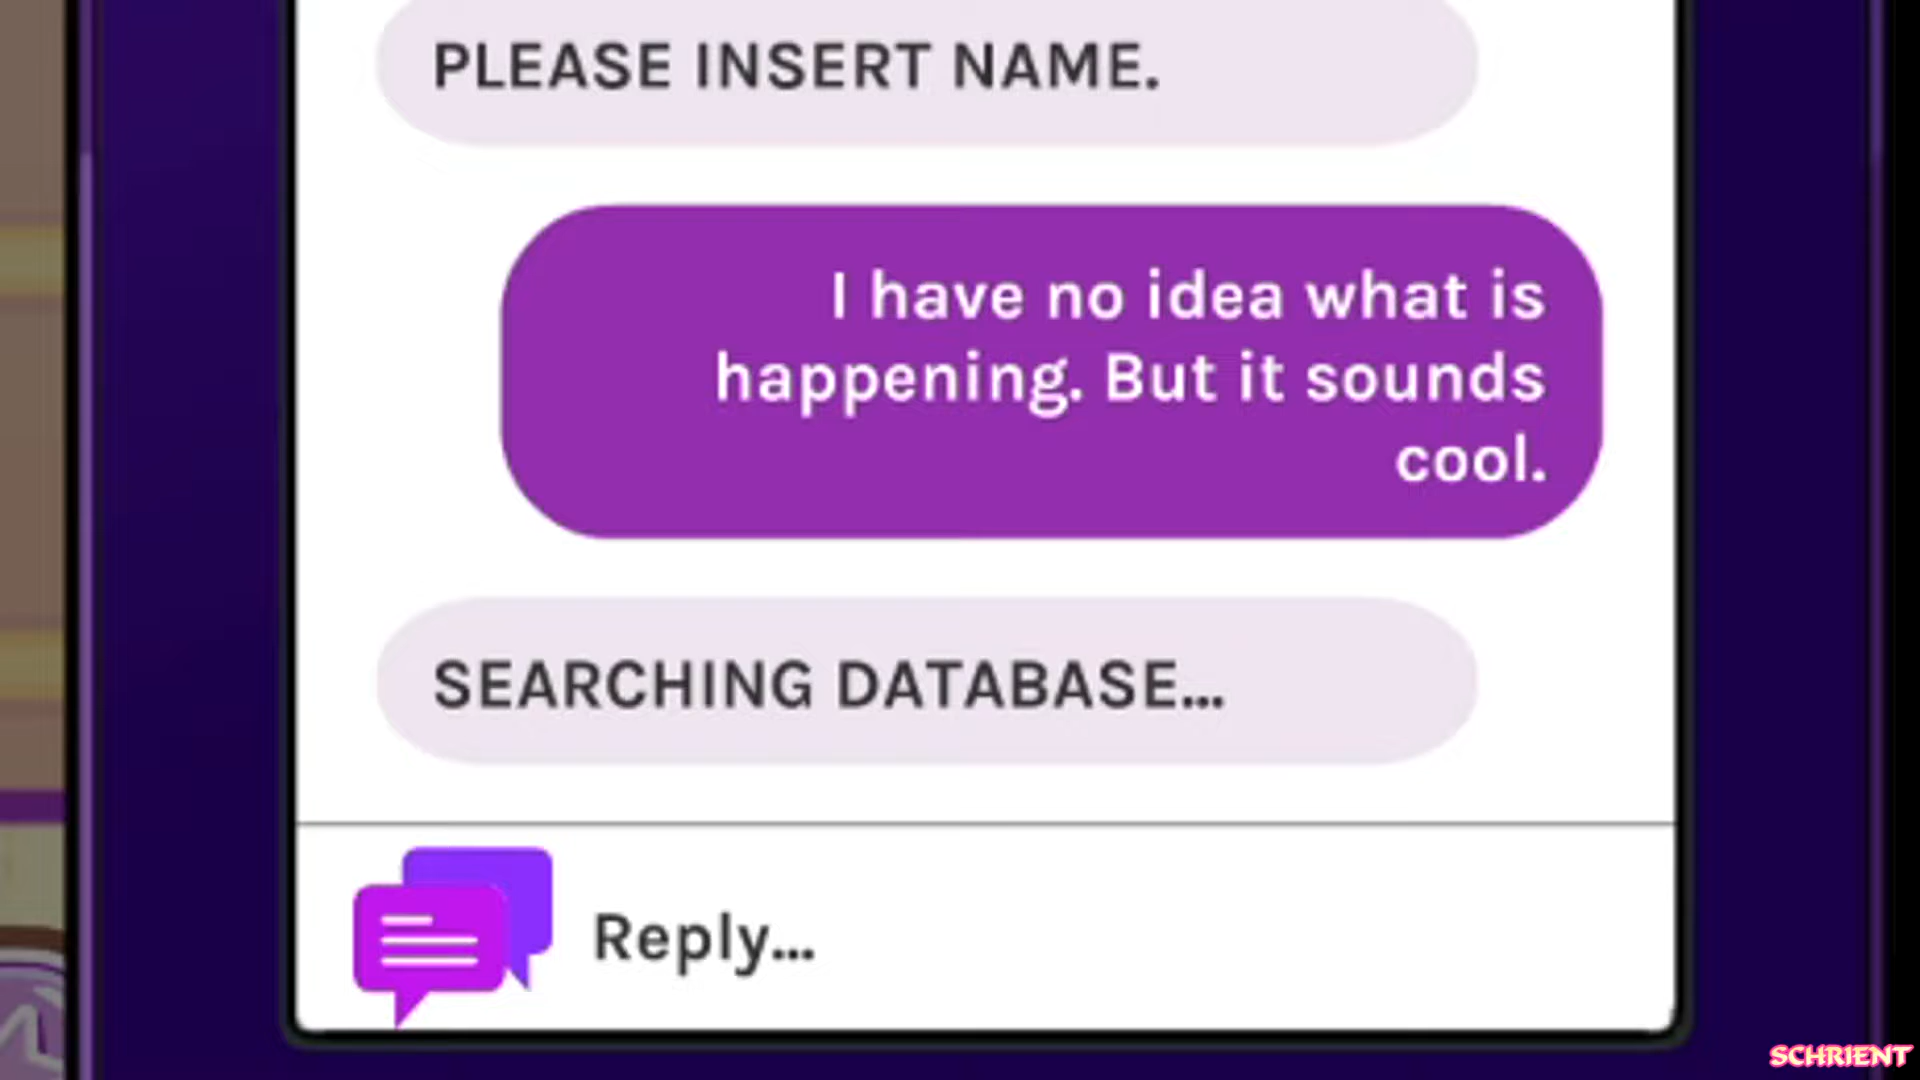 PLEASE INSERT NAME.
I have no idea what is
happening. But it sounds
cool.
SEARCHING DATABASE...
Reply...
SCHRIENT